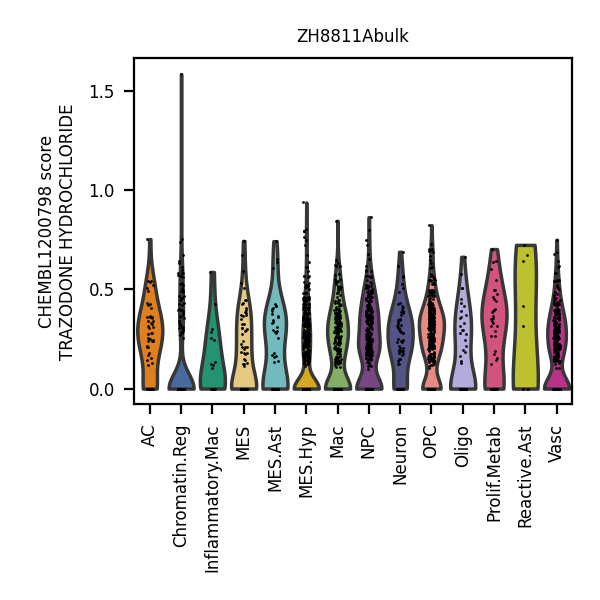 ZH8811Abulk
CHEMBL1200798 score
TRAZODONE HYDROCHLORIDE
1.5
1.0
0.5
0.0
AC
Chromatin.Reg
Inflammatory.Mac
MES
MES.Ast
MES.Hyp
Mac
NPC
Neuron
OPC
Oligo
Prolif.Metab
Reactive.Ast
Vasc